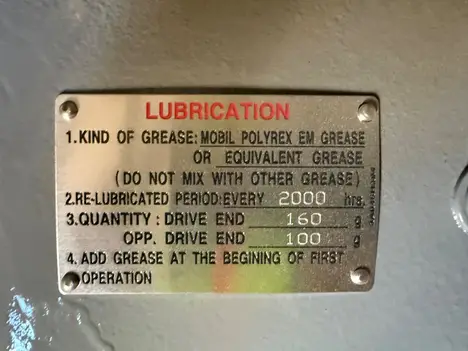 LUBRICATION
1.KIND OF GREASE: MOBIL POLYREX EM GREASE
OR EQUIVALENT GREASE
(DO NOT MIX WITH OTHER GREASE)
2.RE-LUBRICATED PERIOD: EVERY 2000 hrs.
3.QUANTITY : DRIVE END 160 g
OPP. DRIVE END 100 g
4. ADD GREASE AT THE BEGINING OF FIRST
OPERATION